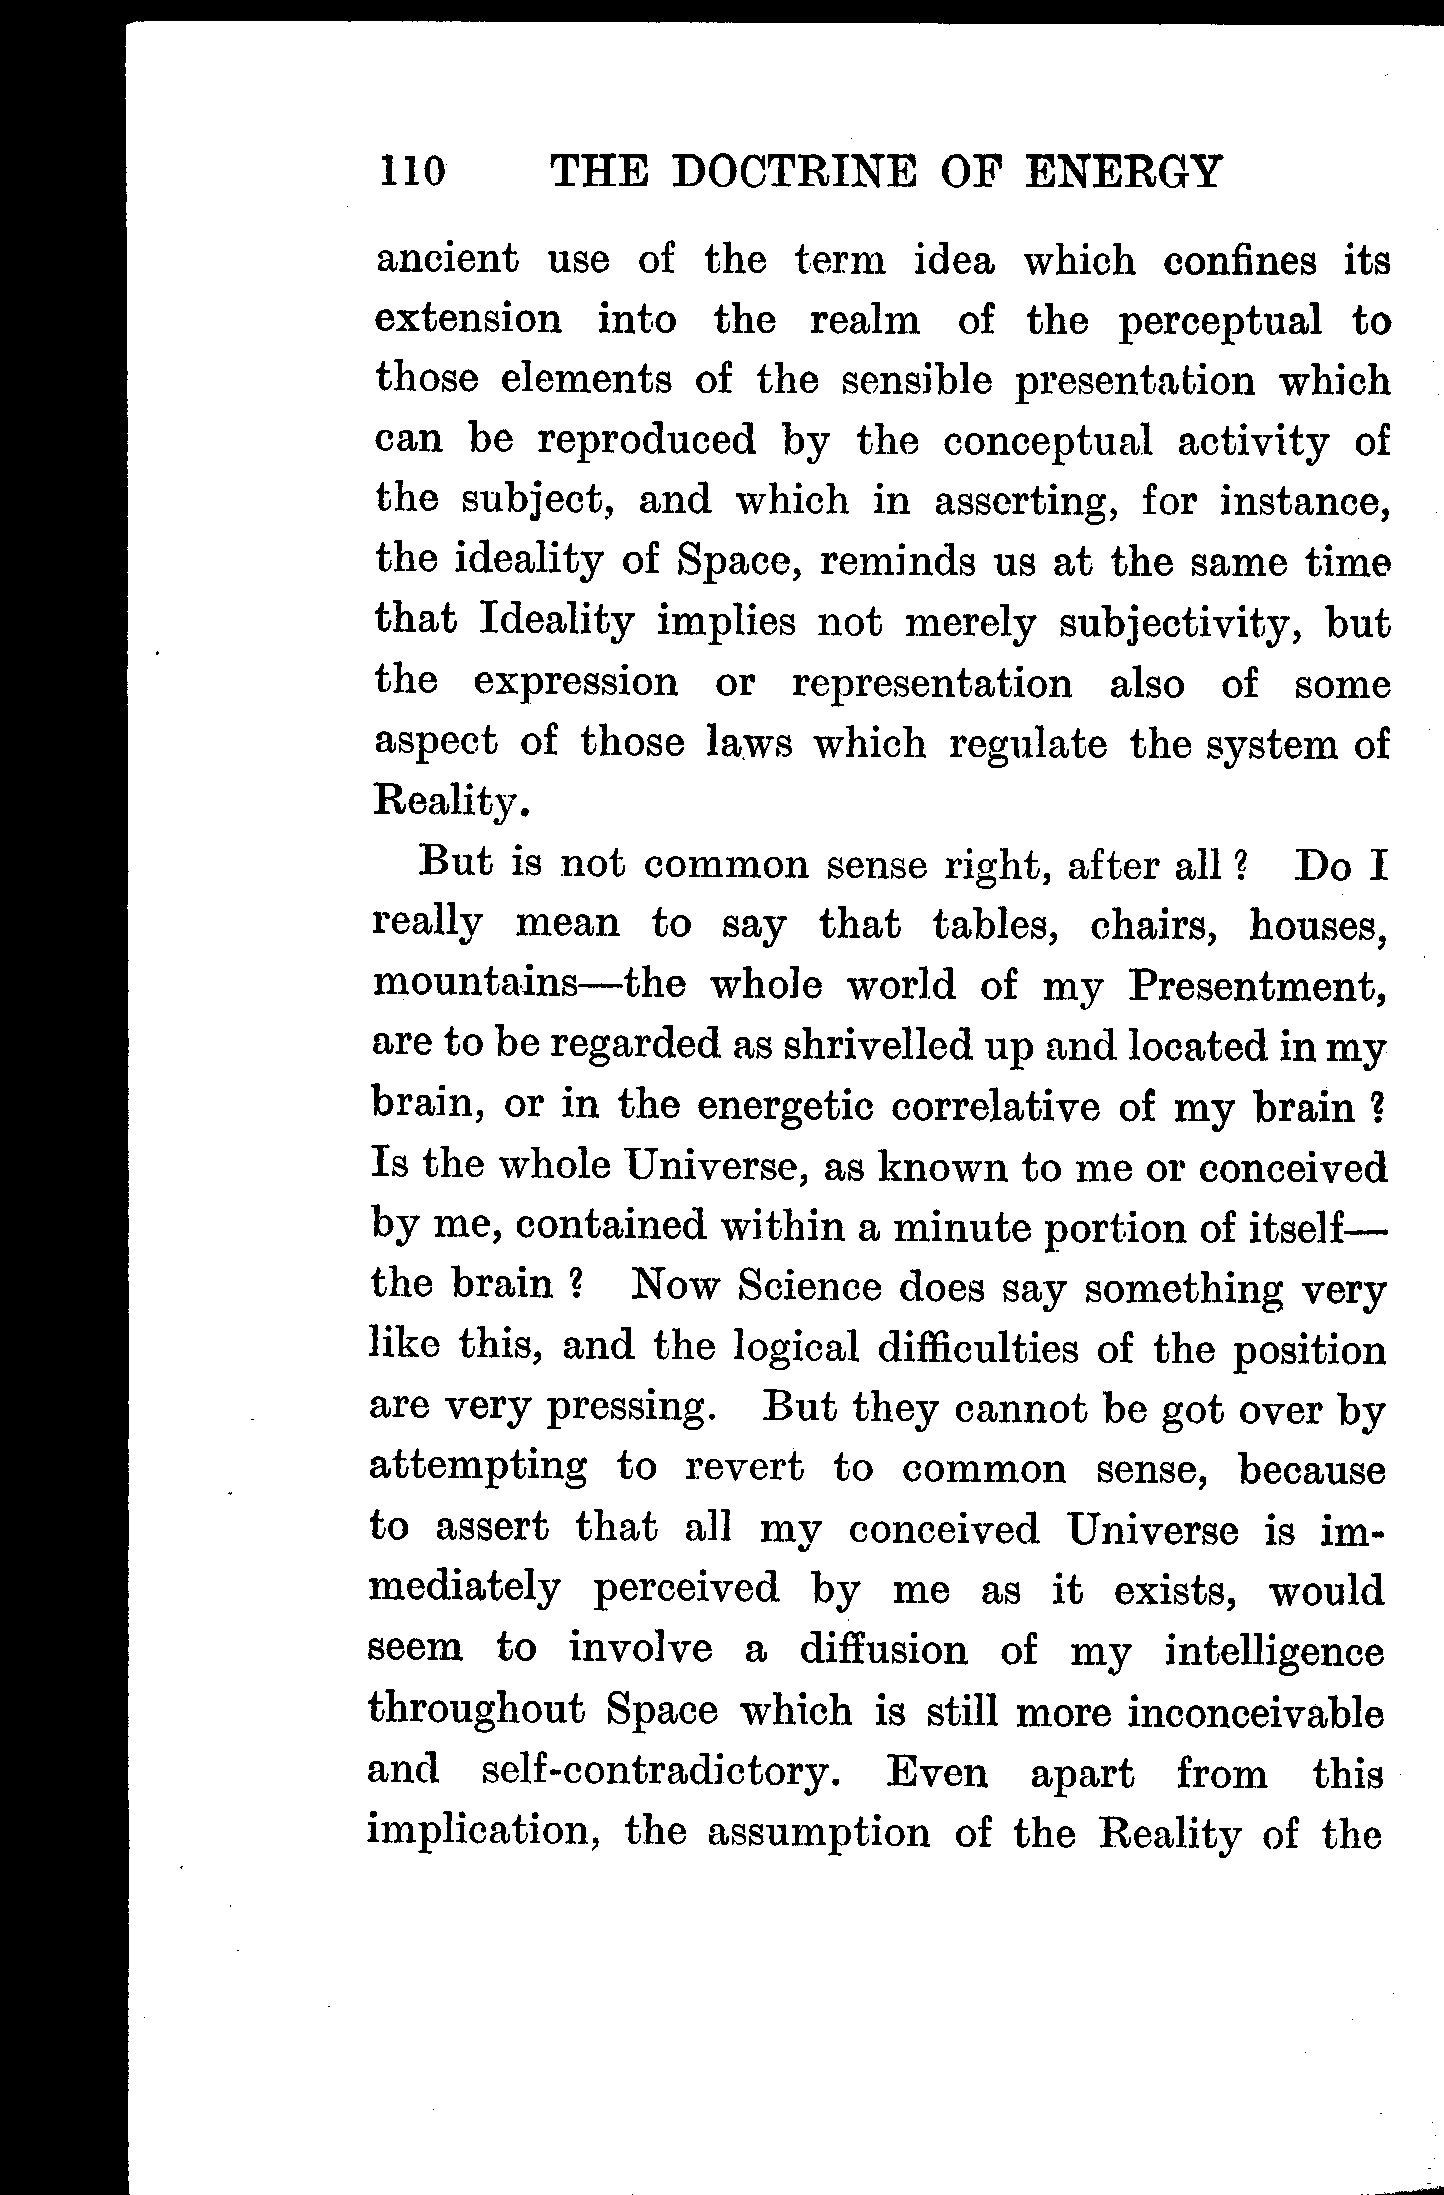 110 THE DOCTRINE OF ENERGY
ancient use of the term idea which confines its
extension into the realm of the perceptual to
those elements of the sensible presentation which
can be reproduced by the conceptual activity of
the subject, and which in asserting, for instance,
the ideality of Space, reminds us at the same time
that Ideality implies not merely subjectivity, but
the expression or representation also of some
aspect of those laws which regulate the system of
Reality.
But is not common sense right, after all ? Do I
really mean to say that tables, chairs, houses,
mountains—the whole world of my Presentment,
are to be regarded as shrivelled up and located in my
brain, or in the energetic correlative of my brain ?
Is the whole Universe, as known to me or conceived
by me, contained within a minute portion of itself—
the brain ? Now Science does say something very
like this, and the logical difficulties of the position
are very pressing. But they cannot be got over by
attempting to revert to common sense, because
to assert that all my conceived Universe is im-
mediately perceived by me as it exists, would
seem to involve a diffusion of my intelligence
throughout Space which is still more inconceivable
and self-contradictory. Even apart from this
implication, the assumption of the Reality of the